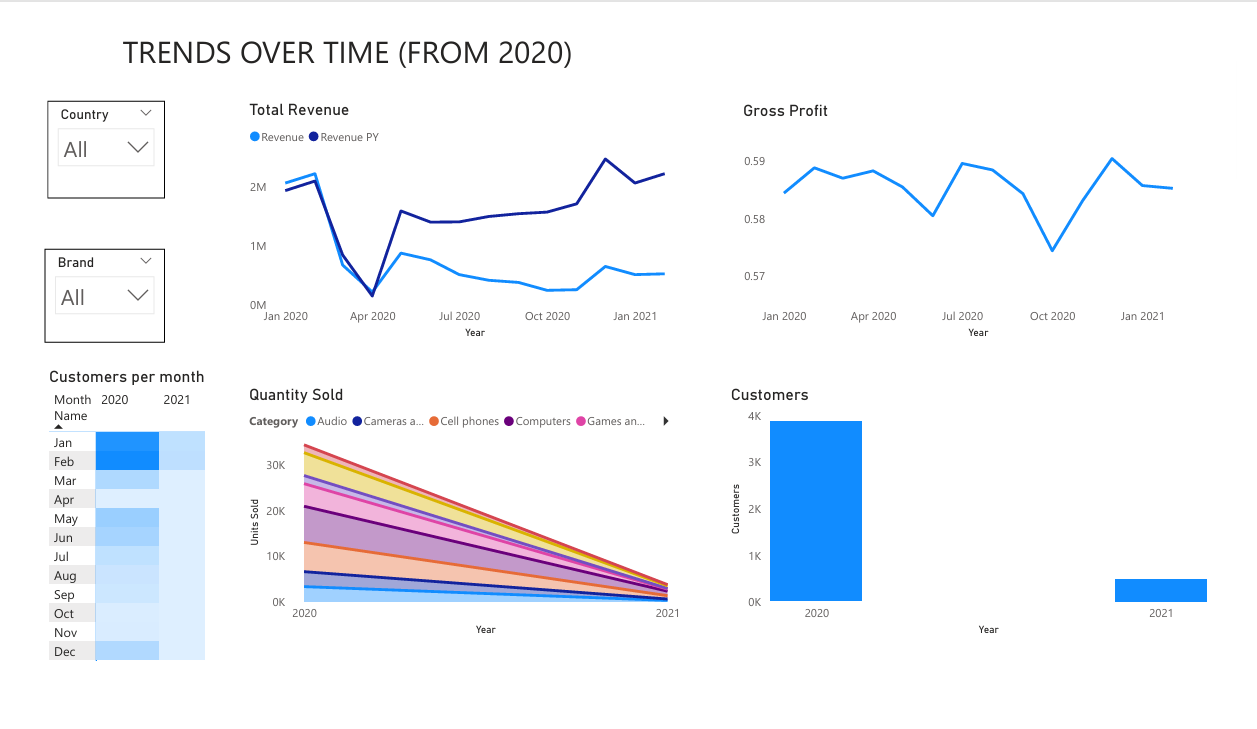 TRENDS OVER TIME (FROM 2020)
Country
All
Brand
All
Total Revenue
Revenue Revenue PY
2M
1M
0M
Jan 2020 Apr 2020 Jul 2020 Oct 2020 Jan 2021
Year
Gross Profit
0.59
0.58
0.57
Jan 2020 Apr 2020 Jul 2020 Oct 2020 Jan 2021
Year
Customers per month
Month Name 2020 2021
Jan
Feb
Mar
Apr
May
Jun
Jul
Aug
Sep
Oct
Nov
Dec
Quantity Sold
Category Audio Cameras a... Cell phones Computers Games an...
Units Sold
30K
20K
10K
0K
2020 2021
Year
Customers
Customers
4K
3K
2K
1K
0K
2020 2021
Year